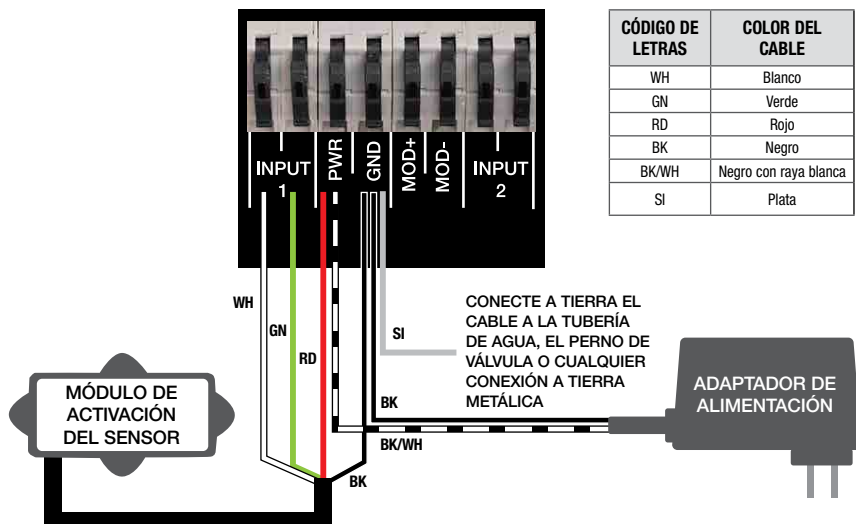 CÓDIGO DE LETRAS
COLOR DEL CABLE
WH
Blanco
GN
Verde
RD
Rojo
BK
Negro
BK/WH
Negro con raya blanca
SI
Plata
INPUT
1
PWR
GND
MOD+
MOD-
INPUT
2
WH
GN
RD
SI
CONECTE A TIERRA EL
CABLE A LA TUBERÍA
DE AGUA, EL PERNO DE
VÁLVULA O CUALQUIER
CONEXIÓN A TIERRA
METÁLICA
MÓDULO DE
ACTIVACIÓN
DEL SENSOR
ADAPTADOR DE
ALIMENTACIÓN
BK
BK/WH
BK